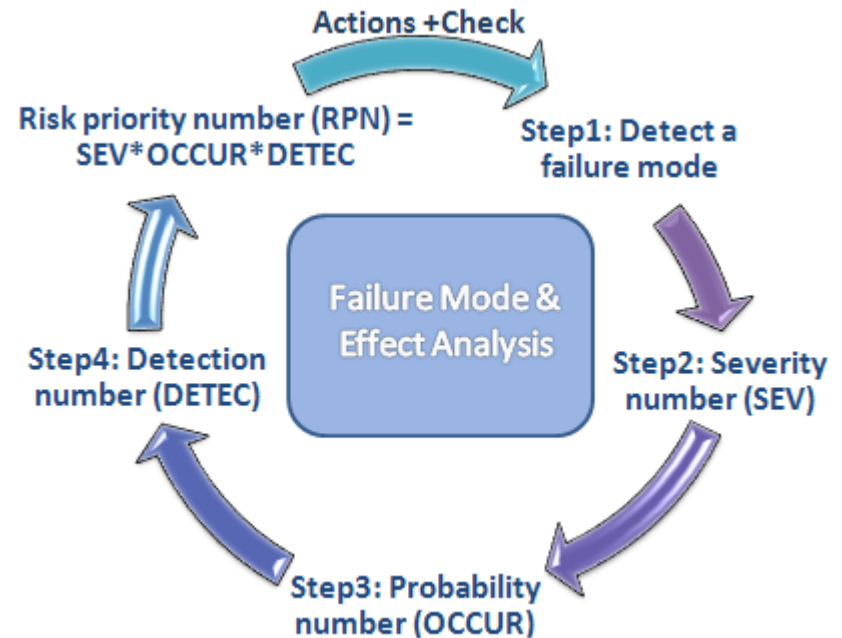 Actions +Check
Risk priority number (RPN) =
SEV*OCCUR*DETEC
Step1: Detect a
failure mode
Failure Mode &
Effect Analysis
Step4: Detection
number (DETEC)
Step2: Severity
number (SEV)
Step3: Probability
number (OCCUR)